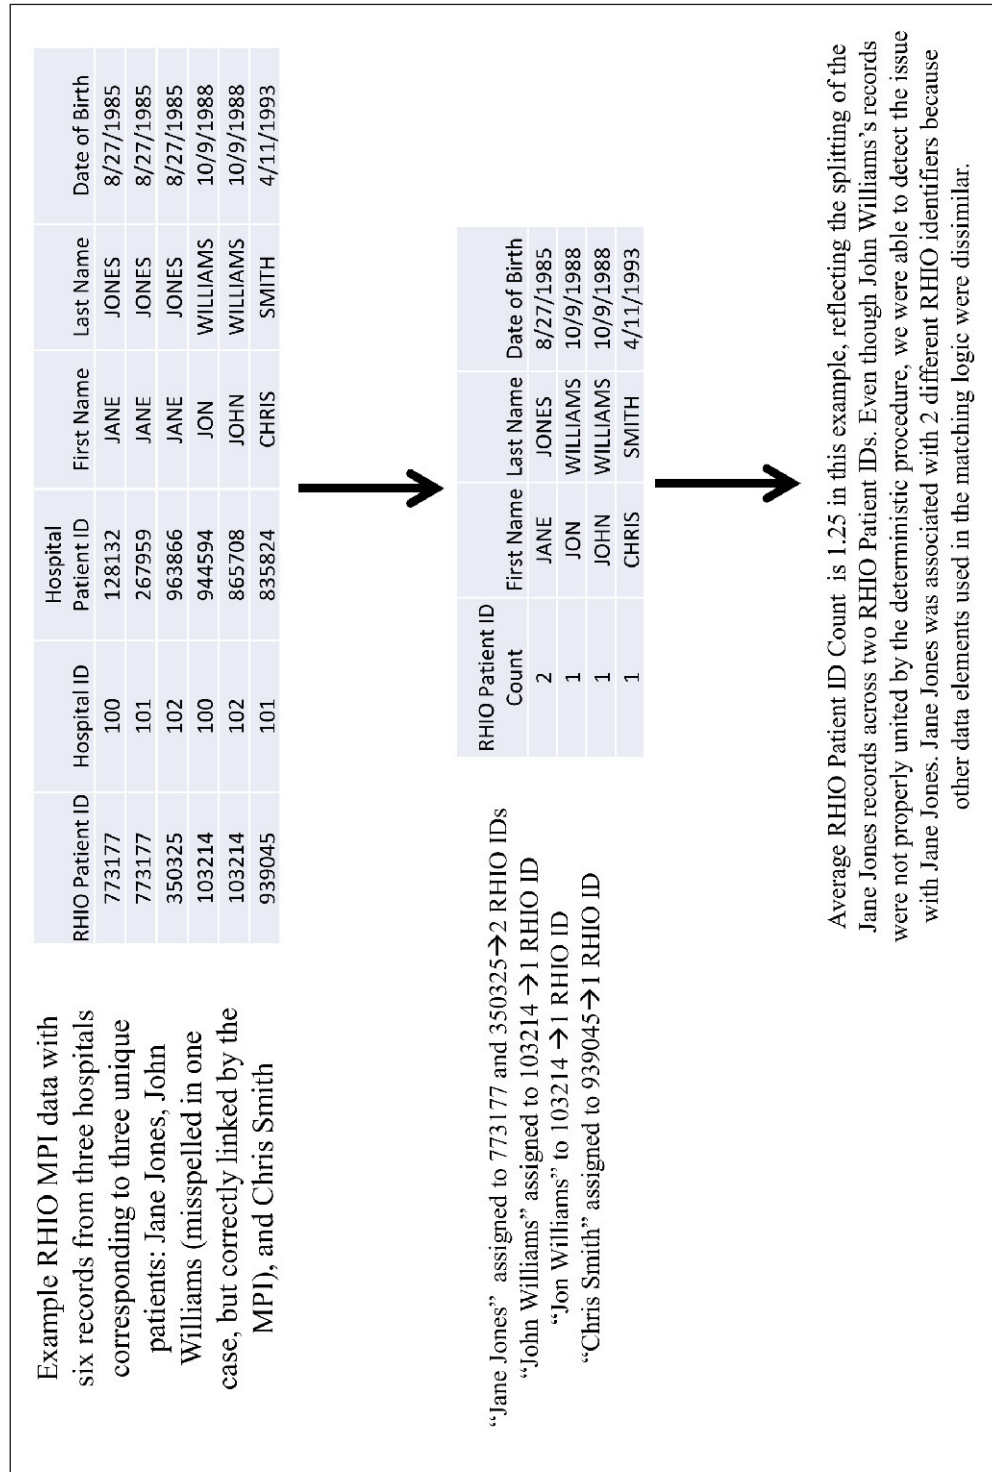 Example RHIO MPI data with
six records from three hospitals
corresponding to three unique
patients: Jane Jones, John
Williams (misspelled in one
case, but correctly linked by the
MPI), and Chris Smith
Hospital
RHIO Patient ID Hospital ID Patient ID First Name Last Name Date of Birth
773177 100 128132 JANE JONES 8/27/1985
773177 101 267959 JANE JONES 8/27/1985
350325 102 963866 JANE JONES 8/27/1985
103214 100 944594 JON WILLIAMS 10/9/1988
103214 102 865708 JOHN WILLIAMS 10/9/1988
939045 101 835824 CHRIS SMITH 4/11/1993
“Jane Jones” assigned to 773177 and 350325→2 RHIO IDs
“John Williams” assigned to 103214 →1 RHIO ID
“Jon Williams” to 103214 →1 RHIO ID
“Chris Smith” assigned to 939045→1 RHIO ID
RHIO Patient ID
Count First Name Last Name Date of Birth
2 JANE JONES 8/27/1985
1 JON WILLIAMS 10/9/1988
1 JOHN WILLIAMS 10/9/1988
1 CHRIS SMITH 4/11/1993
Average RHIO Patient ID Count is 1.25 in this example, reflecting the splitting of the
Jane Jones records across two RHIO Patient IDs. Even though John Williams’s records
were not properly united by the deterministic procedure, we were able to detect the issue
with Jane Jones. Jane Jones was associated with 2 different RHIO identifiers because
other data elements used in the matching logic were dissimilar.